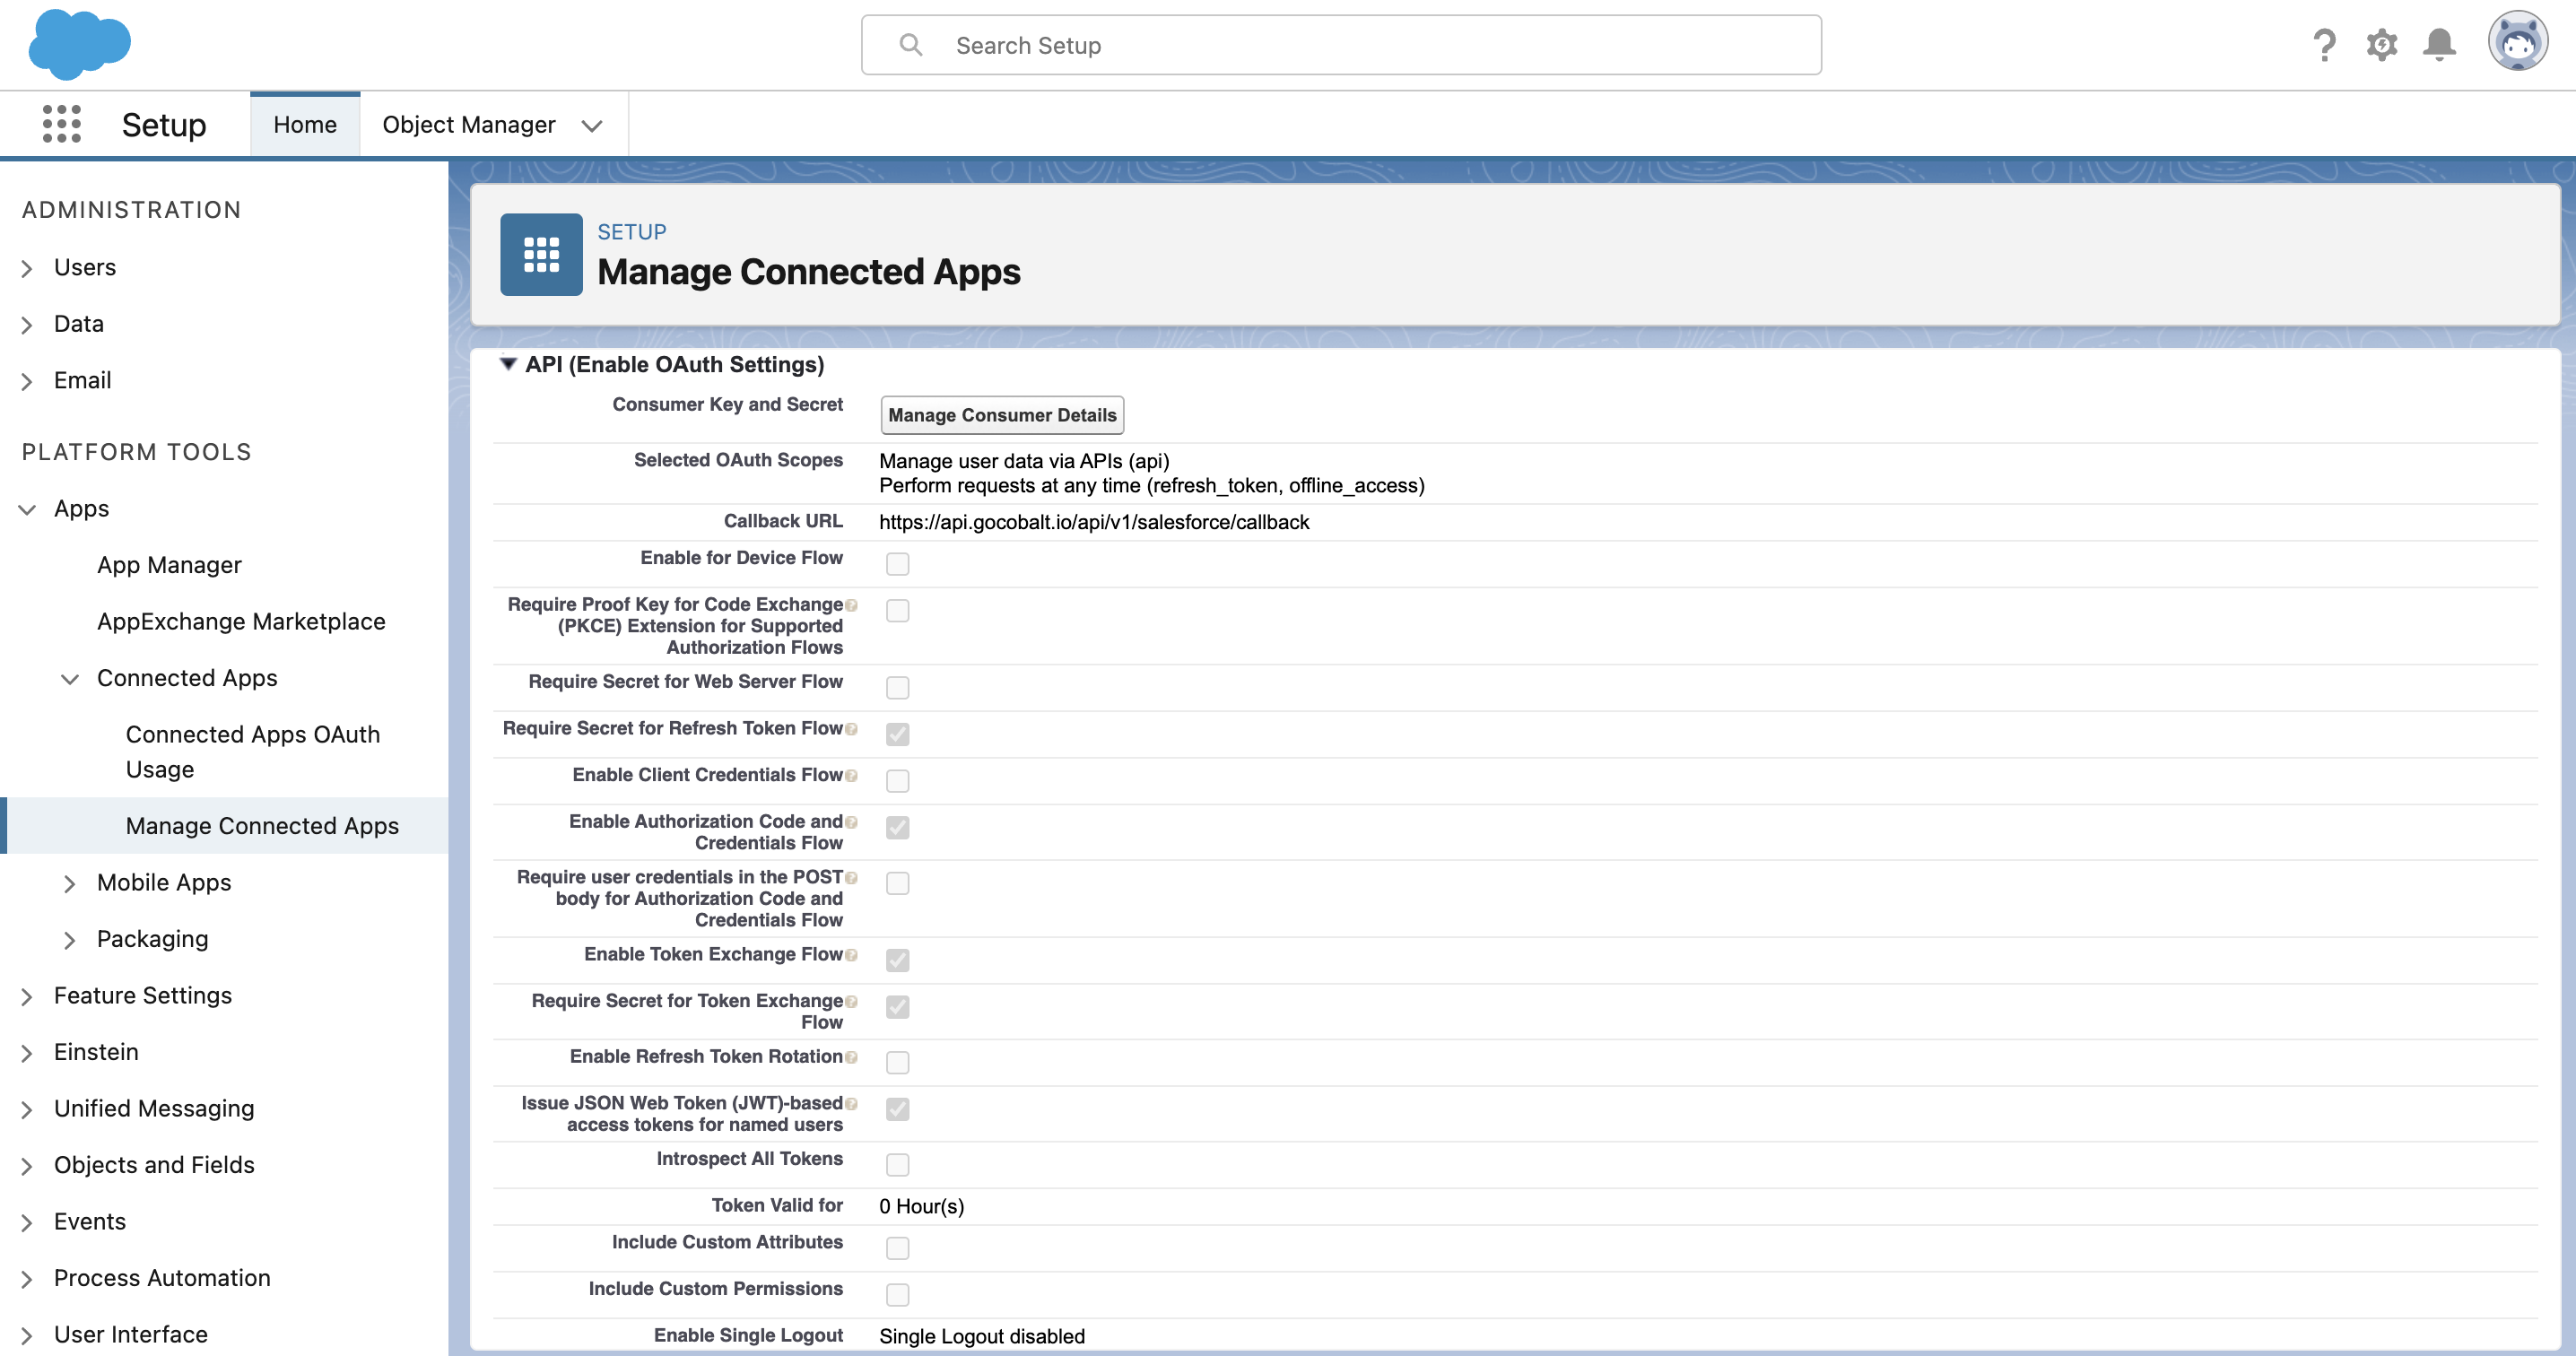 Search Setup
Setup
Home
Object Manager
ADMINISTRATION
Users
Data
Email
PLATFORM TOOLS
Apps
App Manager
AppExchange Marketplace
Connected Apps
Connected Apps OAuth
Usage
Manage Connected Apps
Mobile Apps
Packaging
Feature Settings
Einstein
Unified Messaging
Objects and Fields
Events
Process Automation
User Interface
SETUP
Manage Connected Apps
API (Enable OAuth Settings)
Consumer Key and Secret
Manage Consumer Details
Selected OAuth Scopes
Manage user data via APIs (api)
Perform requests at any time (refresh_token, offline_access)
Callback URL
https://api.gocobalt.io/api/v1/salesforce/callback
Enable for Device Flow
Require Proof Key for Code Exchange
(PKCE) Extension for Supported
Authorization Flows
Require Secret for Web Server Flow
Require Secret for Refresh Token Flow
Enable Client Credentials Flow
Enable Authorization Code and
Credentials Flow
Require user credentials in the POST
body for Authorization Code and
Credentials Flow
Enable Token Exchange Flow
Require Secret for Token Exchange
Flow
Enable Refresh Token Rotation
Issue JSON Web Token (JWT)-based
access tokens for named users
Introspect All Tokens
Token Valid for
0 Hour(s)
Include Custom Attributes
Include Custom Permissions
Enable Single Logout
Single Logout disabled